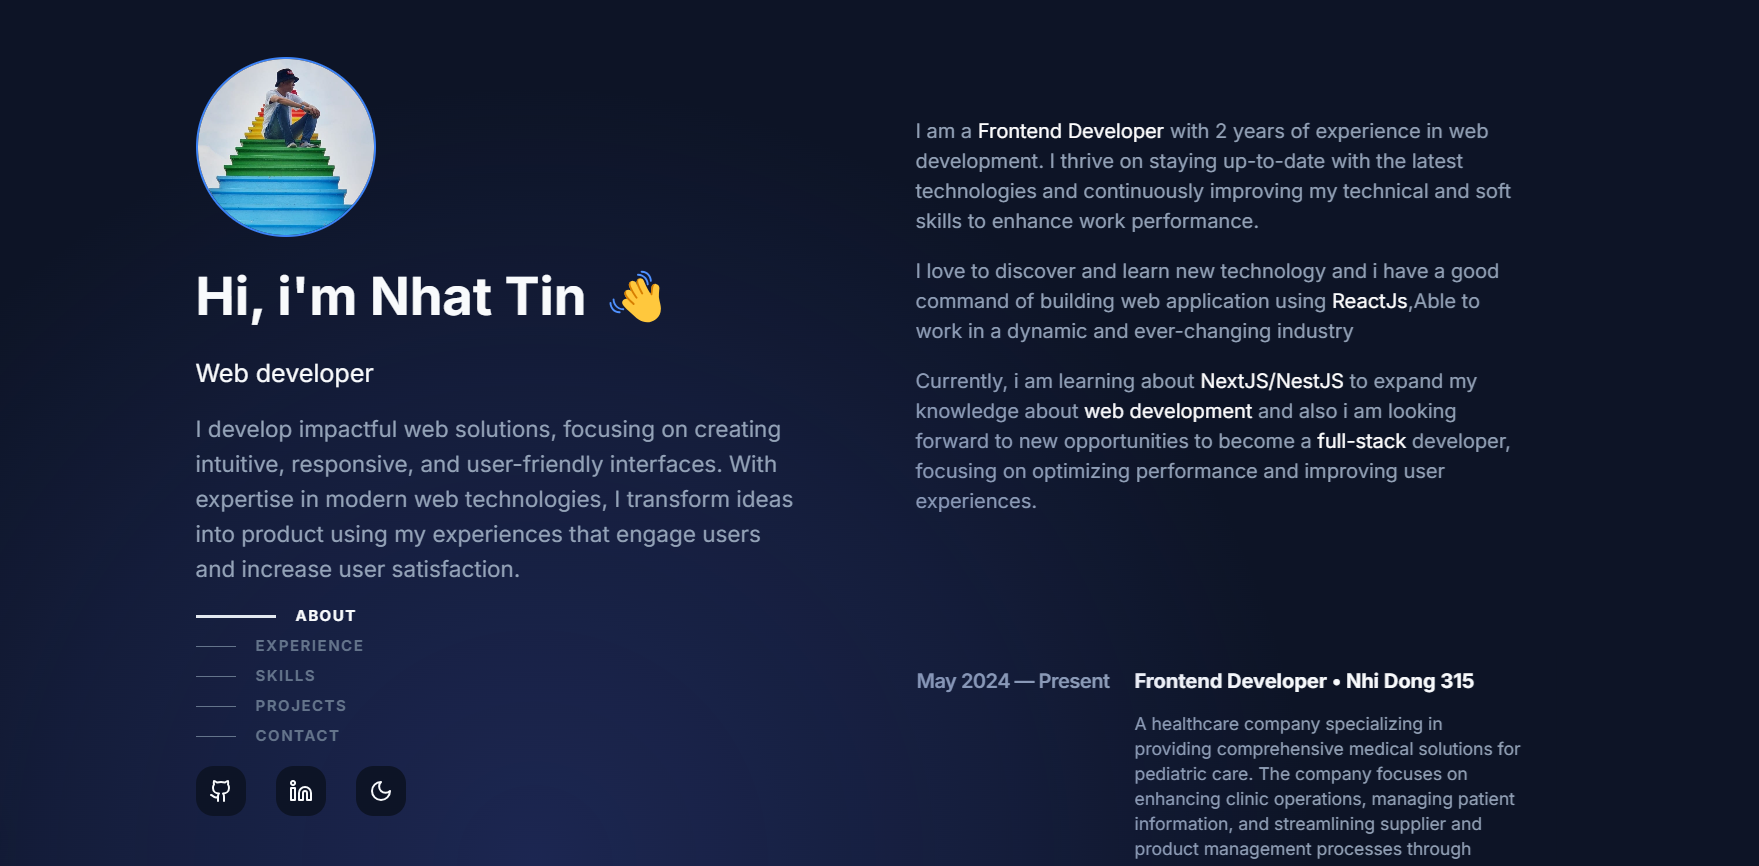 Hi, i'm Nhat Tin 👋
Web developer
I develop impactful web solutions, focusing on creating
intuitive, responsive, and user-friendly interfaces. With
expertise in modern web technologies, I transform ideas
into product using my experiences that engage users
and increase user satisfaction.
ABOUT
EXPERIENCE
SKILLS
PROJECTS
CONTACT
I am a Frontend Developer with 2 years of experience in web
development. I thrive on staying up-to-date with the latest
technologies and continuously improving my technical and soft
skills to enhance work performance.
I love to discover and learn new technology and i have a good
command of building web application using ReactJs,Able to
work in a dynamic and ever-changing industry
Currently, i am learning about NextJS/NestJS to expand my
knowledge about web development and also i am looking
forward to new opportunities to become a full-stack developer,
focusing on optimizing performance and improving user
experiences.
May 2024 — Present
Frontend Developer • Nhi Dong 315
A healthcare company specializing in
providing comprehensive medical solutions for
pediatric care. The company focuses on
enhancing clinic operations, managing patient
information, and streamlining supplier and
product management processes through